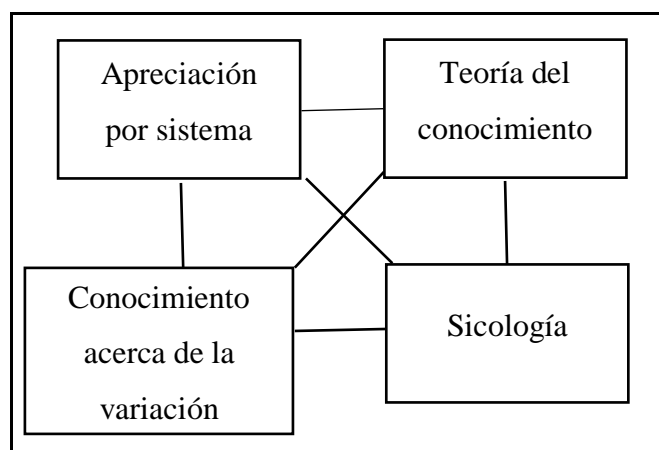 Apreciación
por sistema
Teoría del
conocimiento
Conocimiento
acerca de la
variación
Sicología